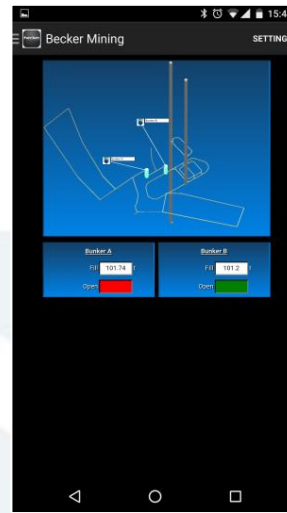 15:4
Becker Mining
SETTING
Bunker A
Fill 101.74 t
Open
Bunker B
Fill 101.2 t
Open